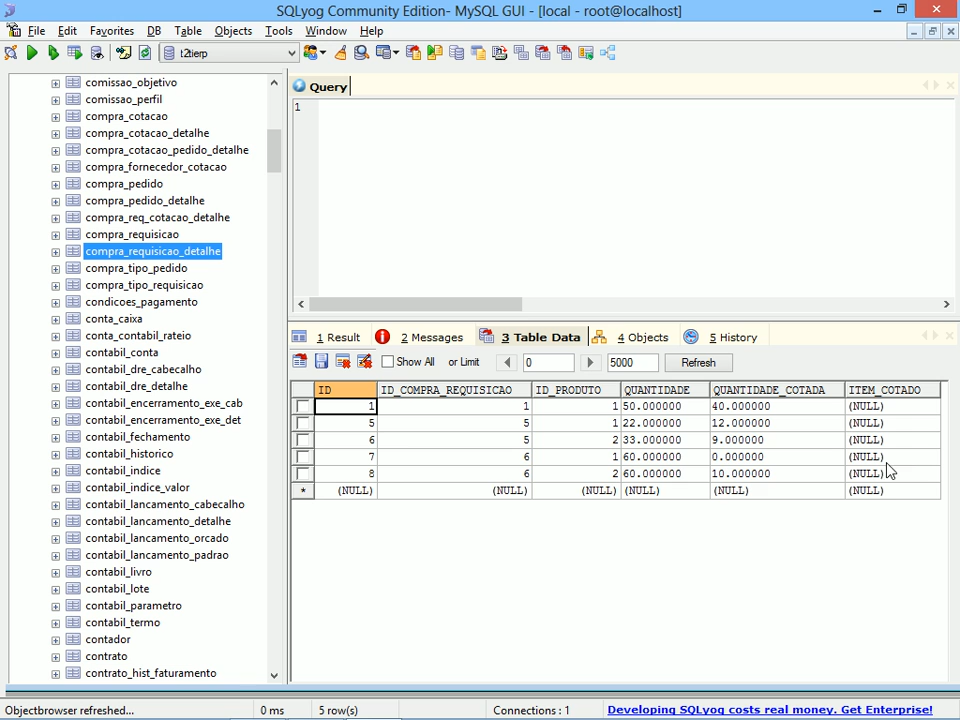 SQLyog Community Edition- MySQL GUI - [local - root@localhost]
File Edit Favorites DB Table Objects Tools Window Help
t2tierp
comissao_objetivo
comissao_perfil
compra_cotacao
compra_cotacao_detalhe
compra_cotacao_pedido_detalhe
compra_fornecedor_cotacao
compra_pedido
compra_pedido_detalhe
compra_req_cotacao_detalhe
compra_requisicao
compra_requisicao_detalhe
compra_tipo_pedido
compra_tipo_requisicao
condicoes_pagamento
conta_caixa
conta_contabil_rateio
contabil_conta
contabil_dre_cabecalho
contabil_dre_detalhe
contabil_encerramento_exe_cab
contabil_encerramento_exe_det
contabil_fechamento
contabil_historico
contabil_indice
contabil_indice_valor
contabil_lancamento_cabecalho
contabil_lancamento_detalhe
contabil_lancamento_orcado
contabil_lancamento_padrao
contabil_livro
contabil_lote
contabil_parametro
contabil_termo
contador
contrato
contrato_hist_faturamento
Query
1
1 Result 2 Messages 3 Table Data 4 Objects 5 History
Show All or Limit 0 5000 Refresh
ID ID_COMPRA_REQUISICAO ID_PRODUTO QUANTIDADE QUANTIDADE_COTADA ITEM_COTADO
1 1 1 50.000000 40.000000 (NULL)
5 5 1 22.000000 12.000000 (NULL)
6 5 2 33.000000 9.000000 (NULL)
7 6 1 60.000000 0.000000 (NULL)
8 6 2 60.000000 10.000000 (NULL)
* (NULL) (NULL) (NULL) (NULL) (NULL) (NULL)
Objectbrowser refreshed... 0 ms 5 row(s) Connections : 1 Developing SQLyog costs real money. Get Enterprise!